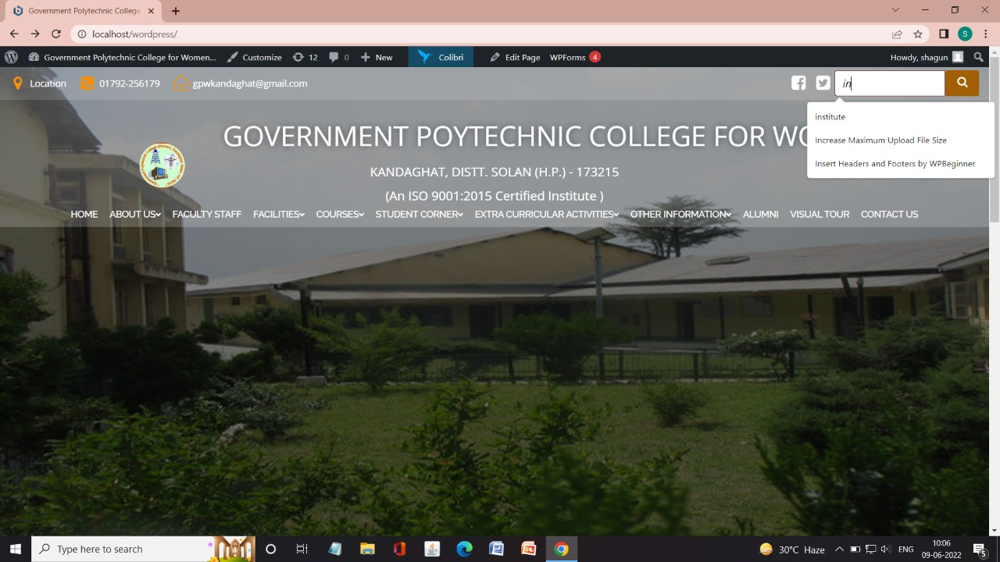 Government Polytechnic College
localhost/wordpress/
S
Government Polytechnic College for Women...
Customize
12
0
New
Colibri
Edit Page
WPForms
4
Howdy, shagun
Location
01792-256179
gpwkandaghat@gmail.com
in
institute
Increase Maximum Upload File Size
Insert Headers and Footers by WPBeginner
GOVERNMENT POYTECHNIC COLLEGE FOR WO
KANDAGHAT, DISTT. SOLAN (H.P.) - 173215
(An ISO 9001:2015 Certified Institute )
HOME ABOUT US FACULTY STAFF FACILITIES COURSES STUDENT CORNER EXTRA CURRICULAR ACTIVITIES OTHER INFORMATION ALUMNI VISUAL TOUR CONTACT US
Type here to search
30°C Haze
ENG
10:06
09-06-2022
5